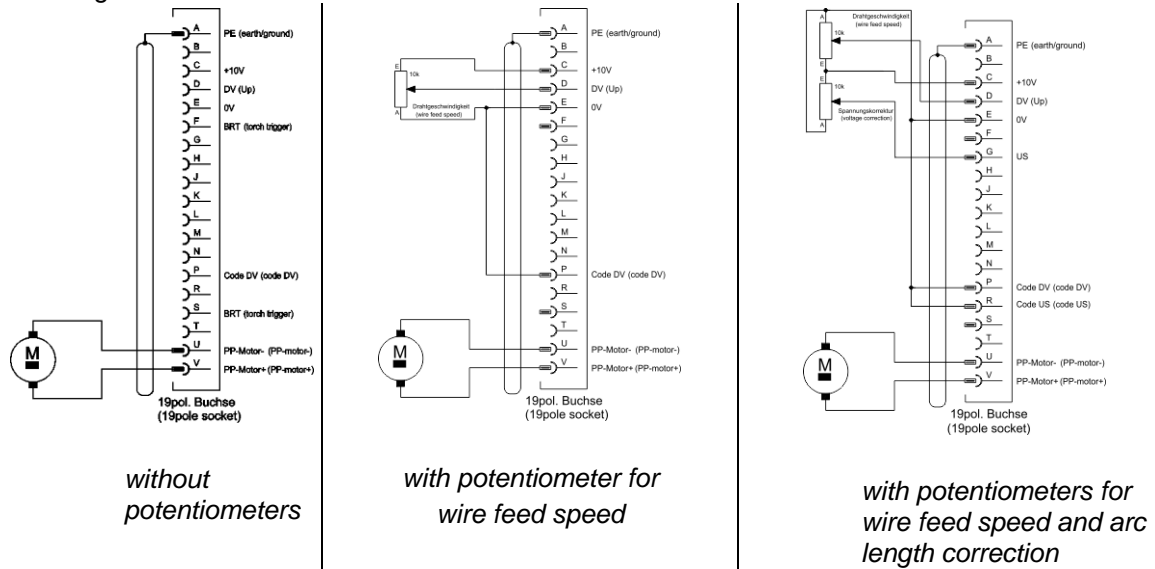 A
PE (earth/ground)
B
C
+10V
D
DV (Up)
E
0V
F
BRT (torch trigger)
G
H
J
K
L
M
N
P
Code DV (code DV)
R
S
BRT (torch trigger)
T
U
PP-Motor- (PP-motor-)
V
PP-Motor+ (PP-motor+)
M
19pol. Buchse
(19pole socket)
without
potentiometers
A
PE (earth/ground)
B
E
C
+10V
10k
D
DV (Up)
Drahtgeschwindigkeit
(wire feed speed)
A
E
0V
F
G
H
J
K
L
M
N
P
Code DV (code DV)
R
S
T
U
PP-Motor- (PP-motor-)
V
PP-Motor+ (PP-motor+)
M
19pol. Buchse
(19pole socket)
with potentiometer for
wire feed speed
A
Drahtgeschwindigkeit
(wire feed speed)
10k
E
A
PE (earth/ground)
B
E
C
+10V
10k
D
DV (Up)
Spannungskorrektur
(voltage correction)
A
E
0V
F
G
US
H
J
K
L
M
N
P
Code DV (code DV)
R
Code US (code US)
S
T
U
PP-Motor- (PP-motor-)
V
PP-Motor+ (PP-motor+)
M
19pol. Buchse
(19pole socket)
with potentiometers for
wire feed speed and arc
length correction